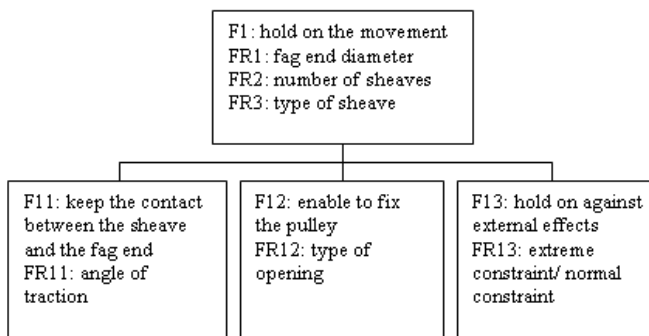 F1: hold on the movement
FR1: fag end diameter
FR2: number of sheaves
FR3: type of sheave
F11: keep the contact
between the sheave
and the fag end
FR11: angle of
traction
F12: enable to fix
the pulley
FR12: type of
opening
F13: hold on against
external effects
FR13: extreme
constraint/ normal
constraint